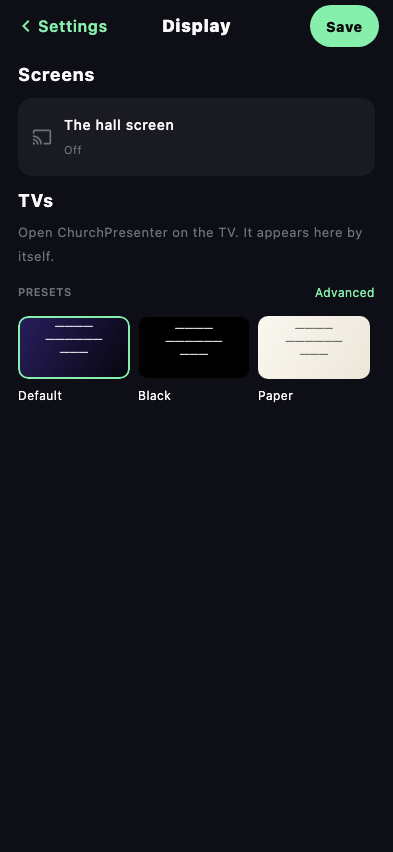 Settings
Display
Save
Screens
The hall screen
Off
TVs
Open ChurchPresenter on the TV. It appears here by
itself.
PRESETS
Advanced
Default
Black
Paper